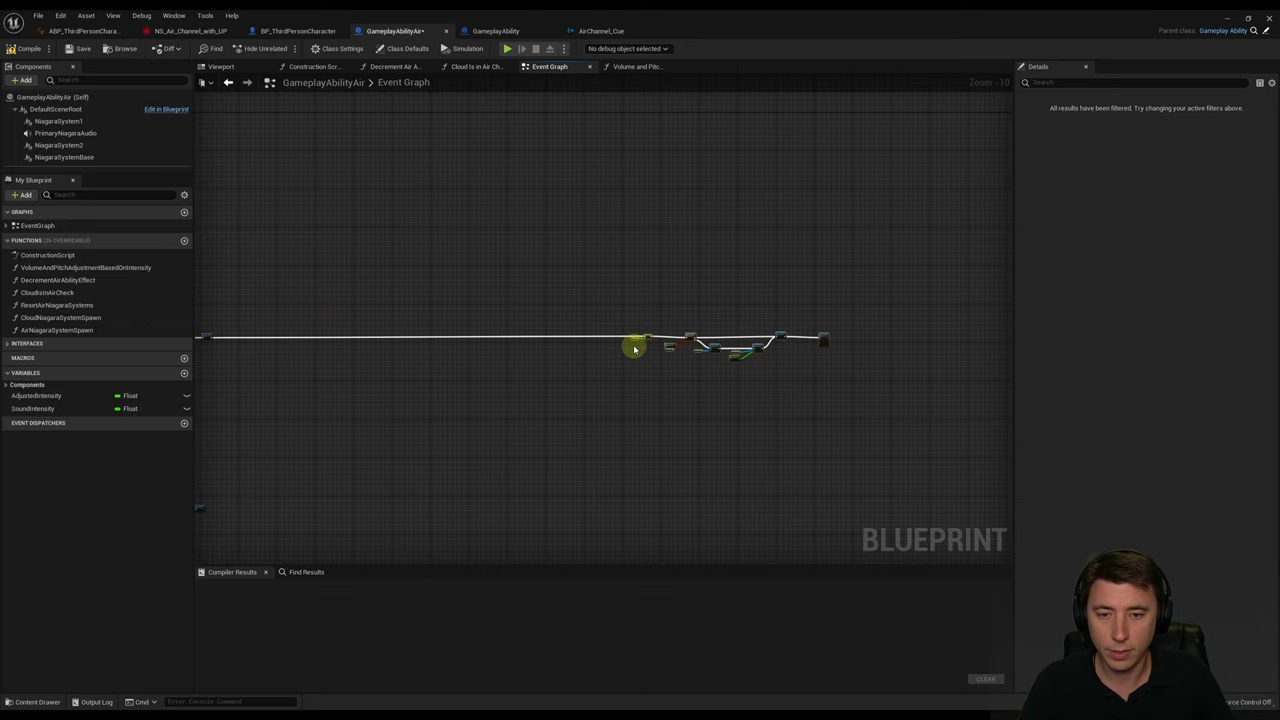 File Edit Asset View Debug Window Tools Help
ABP_ThirdPersonChara... NS_Air_Channel_with_UP BP_ThirdPersonCharacter GameplayAbilityAir• GameplayAbility AirChannel_Cue Parent class: Gameplay Ability
Compile Save Browse Diff Find Hide Unrelated Class Settings Class Defaults Simulation No debug object selected
Components Viewport Construction Scr... Decrement Air A... Cloud Is in Air Ch... Event Graph Volume and Pitc... Details
Add Search GameplayAbilityAir > Event Graph Zoom -10 Search
GameplayAbilityAir (Self) All results have been filtered. Try changing your active filters above.
DefaultSceneRoot Edit in Blueprint
NiagaraSystem1
PrimaryNiagaraAudio
NiagaraSystem2
NiagaraSystemBase
My Blueprint
Add Search
GRAPHS
EventGraph
FUNCTIONS (26 OVERRIDABLE)
ConstructionScript
VolumeAndPitchAdjustmentBasedOnIntensity
DecrementAirAbilityEffect
CloudIsInAirCheck
ResetAirNiagaraSystems
CloudNiagaraSystemSpawn
AirNiagaraSystemSpawn
INTERFACES
MACROS
VARIABLES
Components
AdjustedIntensity Float
SoundIntensity Float
EVENT DISPATCHERS
BLUEPRINT
Compiler Results Find Results
CLEAR
Content Drawer Output Log Cmd Enter Console Command urce Control Off